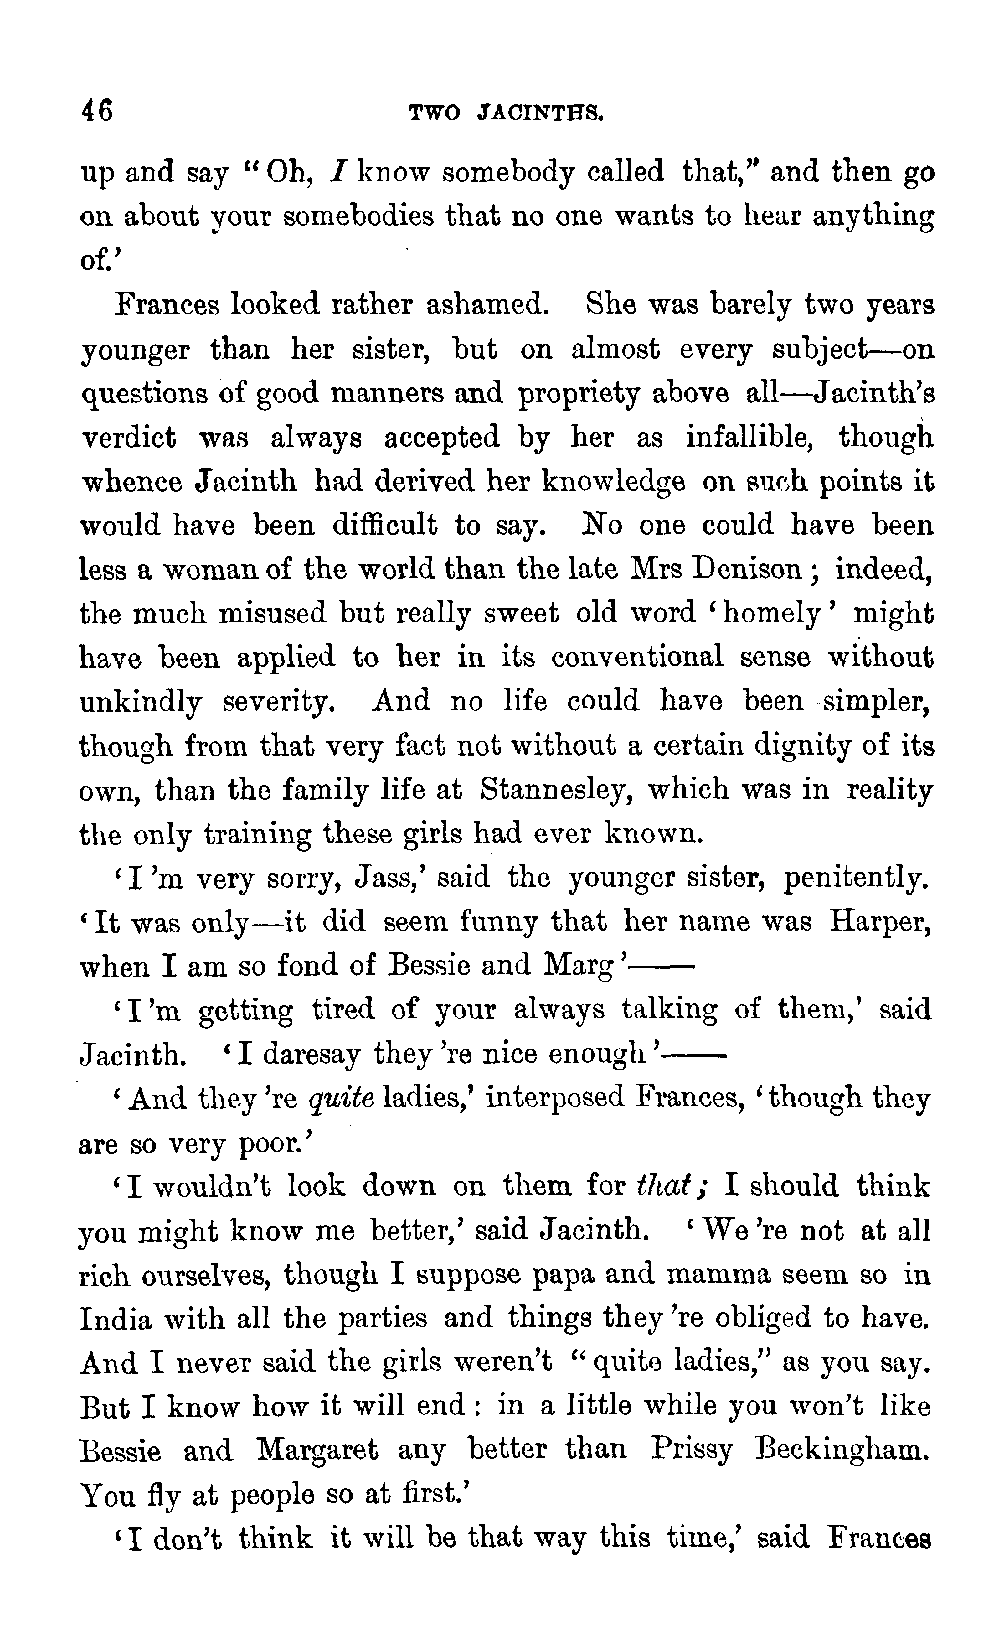 46 TWO JACINTHS.
up and say “Oh, I know somebody called that,” and then go
on about your somebodies that no one wants to hear anything
of.’
Frances looked rather ashamed. She was barely two years
younger than her sister, but on almost every subject—on
questions of good manners and propriety above all—Jacinth’s
verdict was always accepted by her as infallible, though
whence Jacinth had derived her knowledge on such points it
would have been difficult to say. No one could have been
less a woman of the world than the late Mrs Denison; indeed,
the much misused but really sweet old word ‘homely’ might
have been applied to her in its conventional sense without
unkindly severity. And no life could have been simpler,
though from that very fact not without a certain dignity of its
own, than the family life at Stannesley, which was in reality
the only training these girls had ever known.
‘I ’m very sorry, Jass,’ said the younger sister, penitently.
‘It was only—it did seem funny that her name was Harper,
when I am so fond of Bessie and Marg’——
‘I ’m getting tired of your always talking of them,’ said
Jacinth. ‘I daresay they ’re nice enough’——
‘And they ’re quite ladies,’ interposed Frances, ‘though they
are so very poor.’
‘I wouldn’t look down on them for that; I should think
you might know me better,’ said Jacinth. ‘We ’re not at all
rich ourselves, though I suppose papa and mamma seem so in
India with all the parties and things they ’re obliged to have.
And I never said the girls weren’t “quite ladies,” as you say.
But I know how it will end: in a little while you won’t like
Bessie and Margaret any better than Prissy Beckingham.
You fly at people so at first.’
‘I don’t think it will be that way this time,’ said Frances